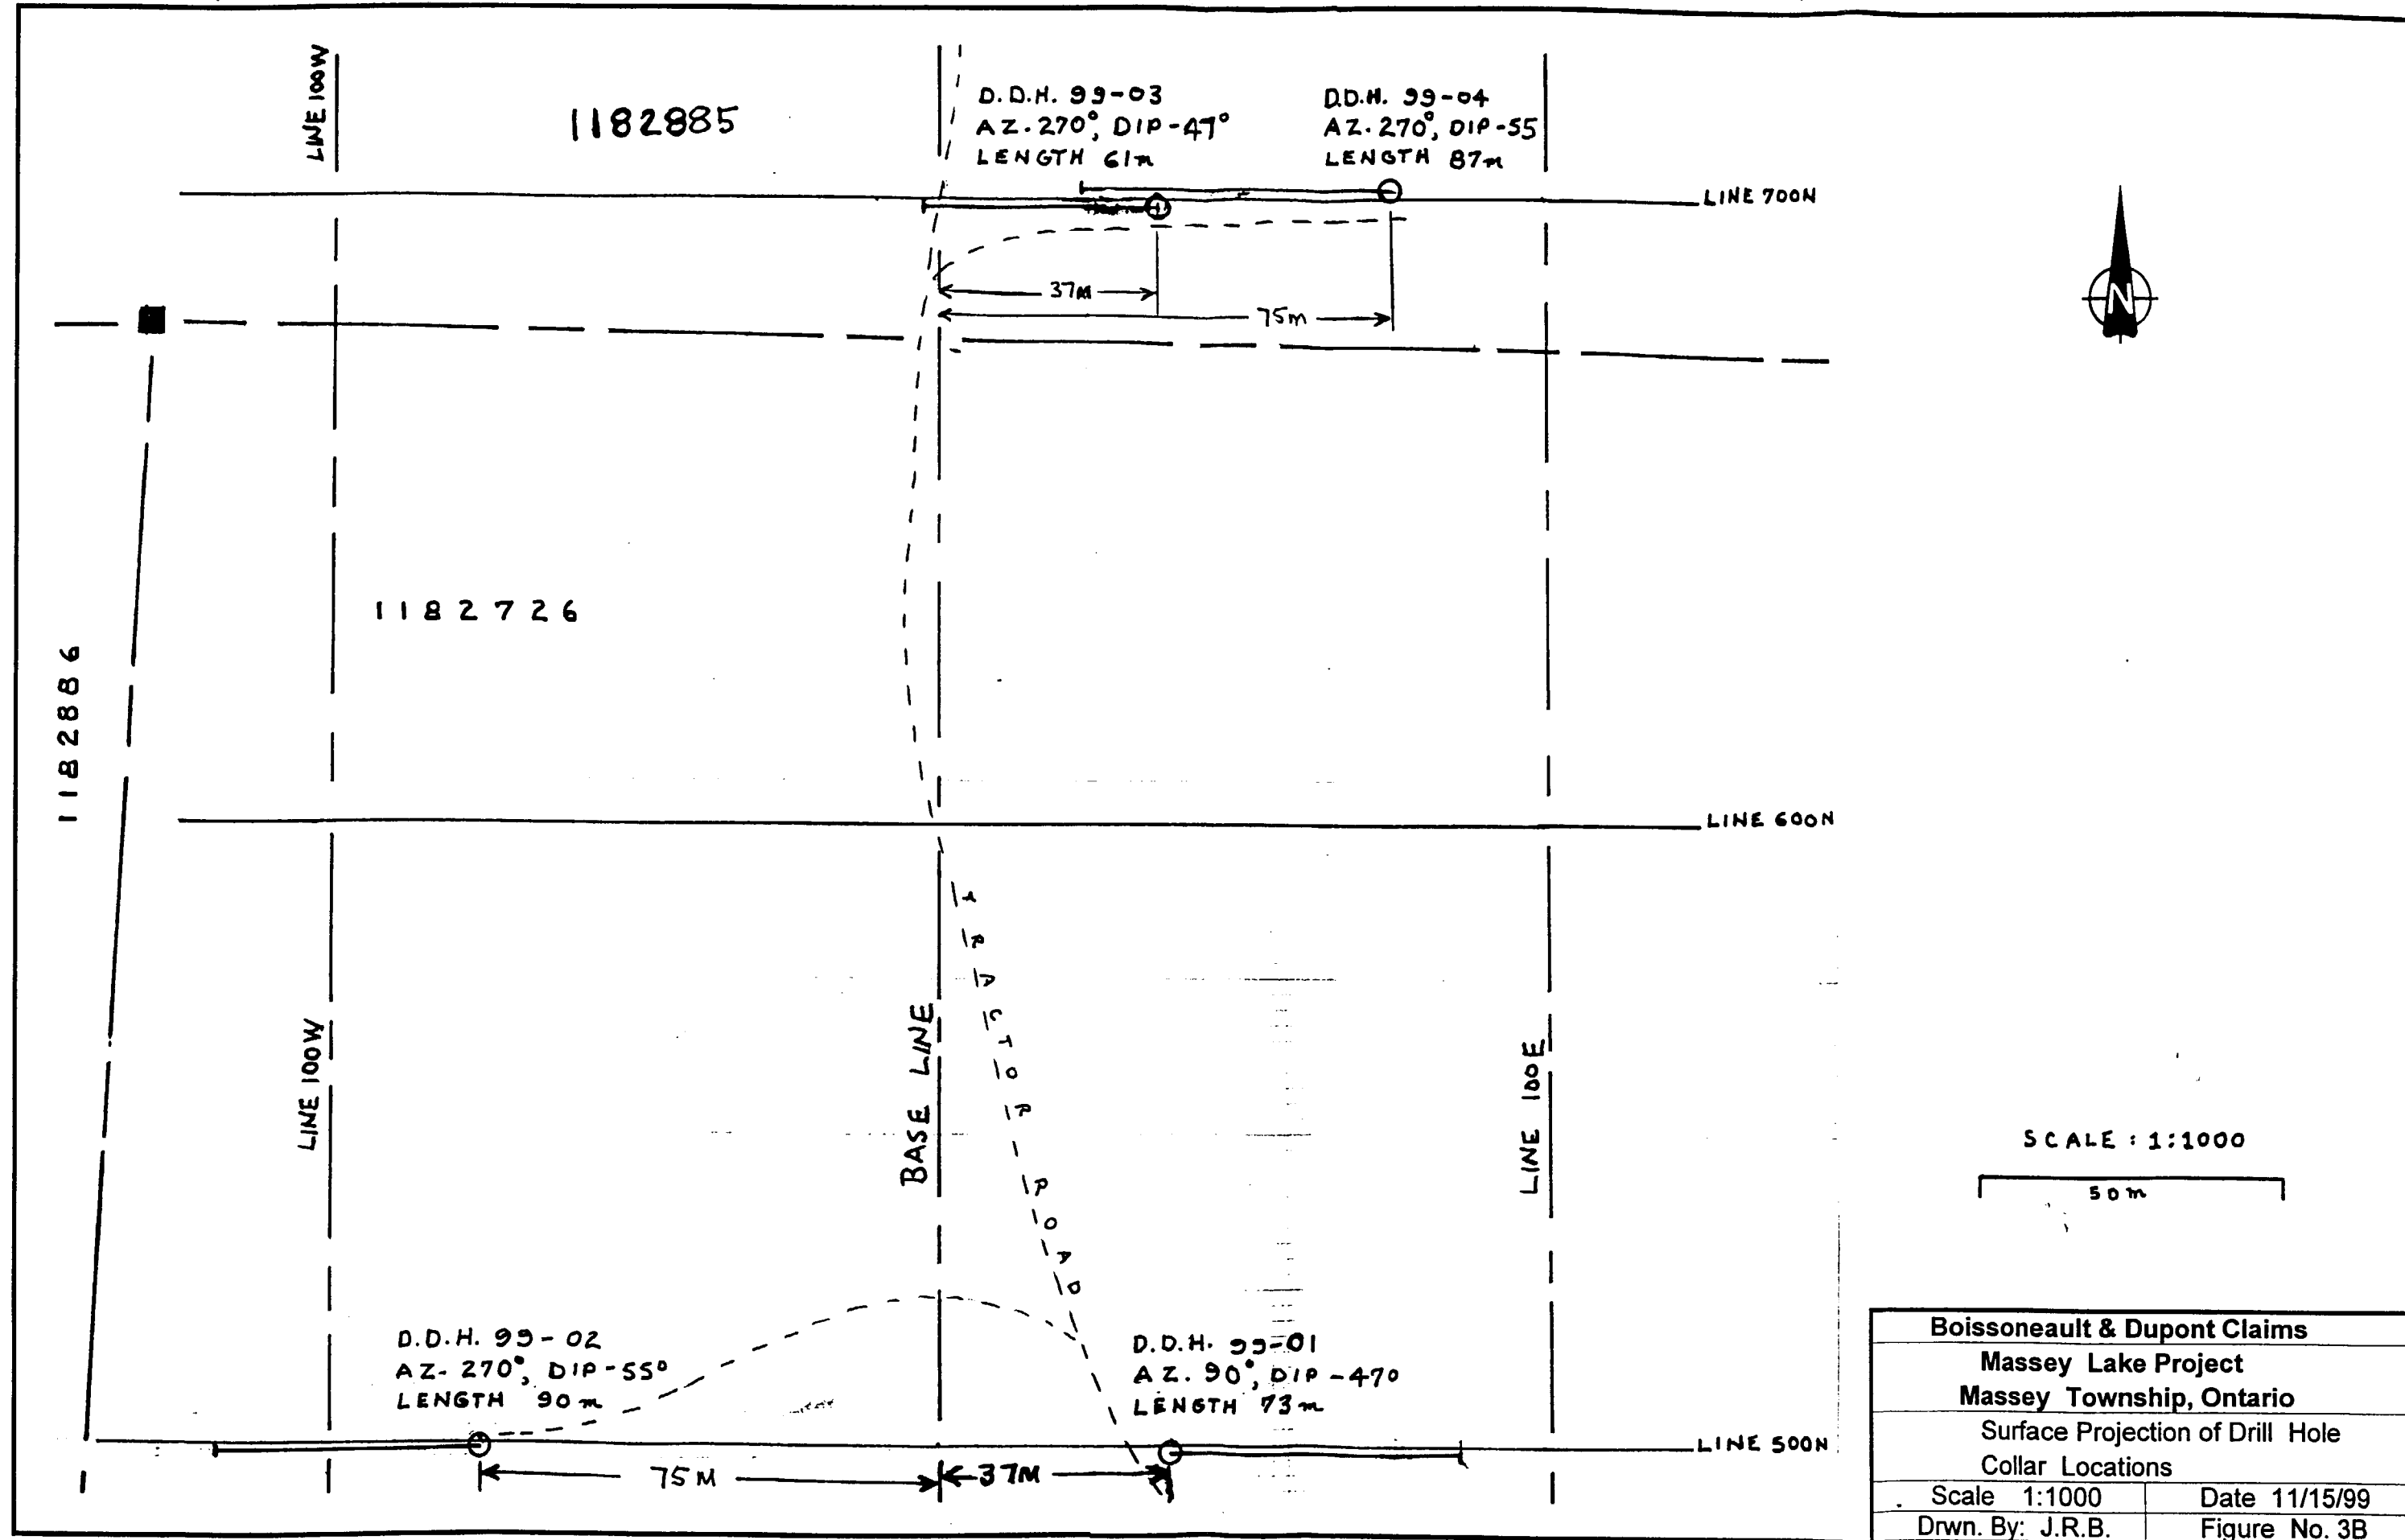 LINE 100W
1182885
D.D.H. 99-03
AZ. 270°, DIP -47°
LENGTH 61m
D.D.H. 99-04
AZ. 270°, DIP -55
LENGTH 87m
LINE 700N
37M
75m
N
1182726
1182886
LINE 600N
TRACTOR ROAD
LINE 100W
BASE LINE
LINE 100E
SCALE : 1:1000
50m
D.D.H. 99-02
AZ- 270°, DIP -55°
LENGTH 90m
D.D.H. 99-01
AZ. 90°, DIP -47°
LENGTH 73m
LINE 500N
75M
37M
Boissoneault & Dupont Claims
Massey Lake Project
Massey Township, Ontario
Surface Projection of Drill Hole
Collar Locations
Scale 1:1000
Date 11/15/99
Drwn. By: J.R.B.
Figure No. 3B